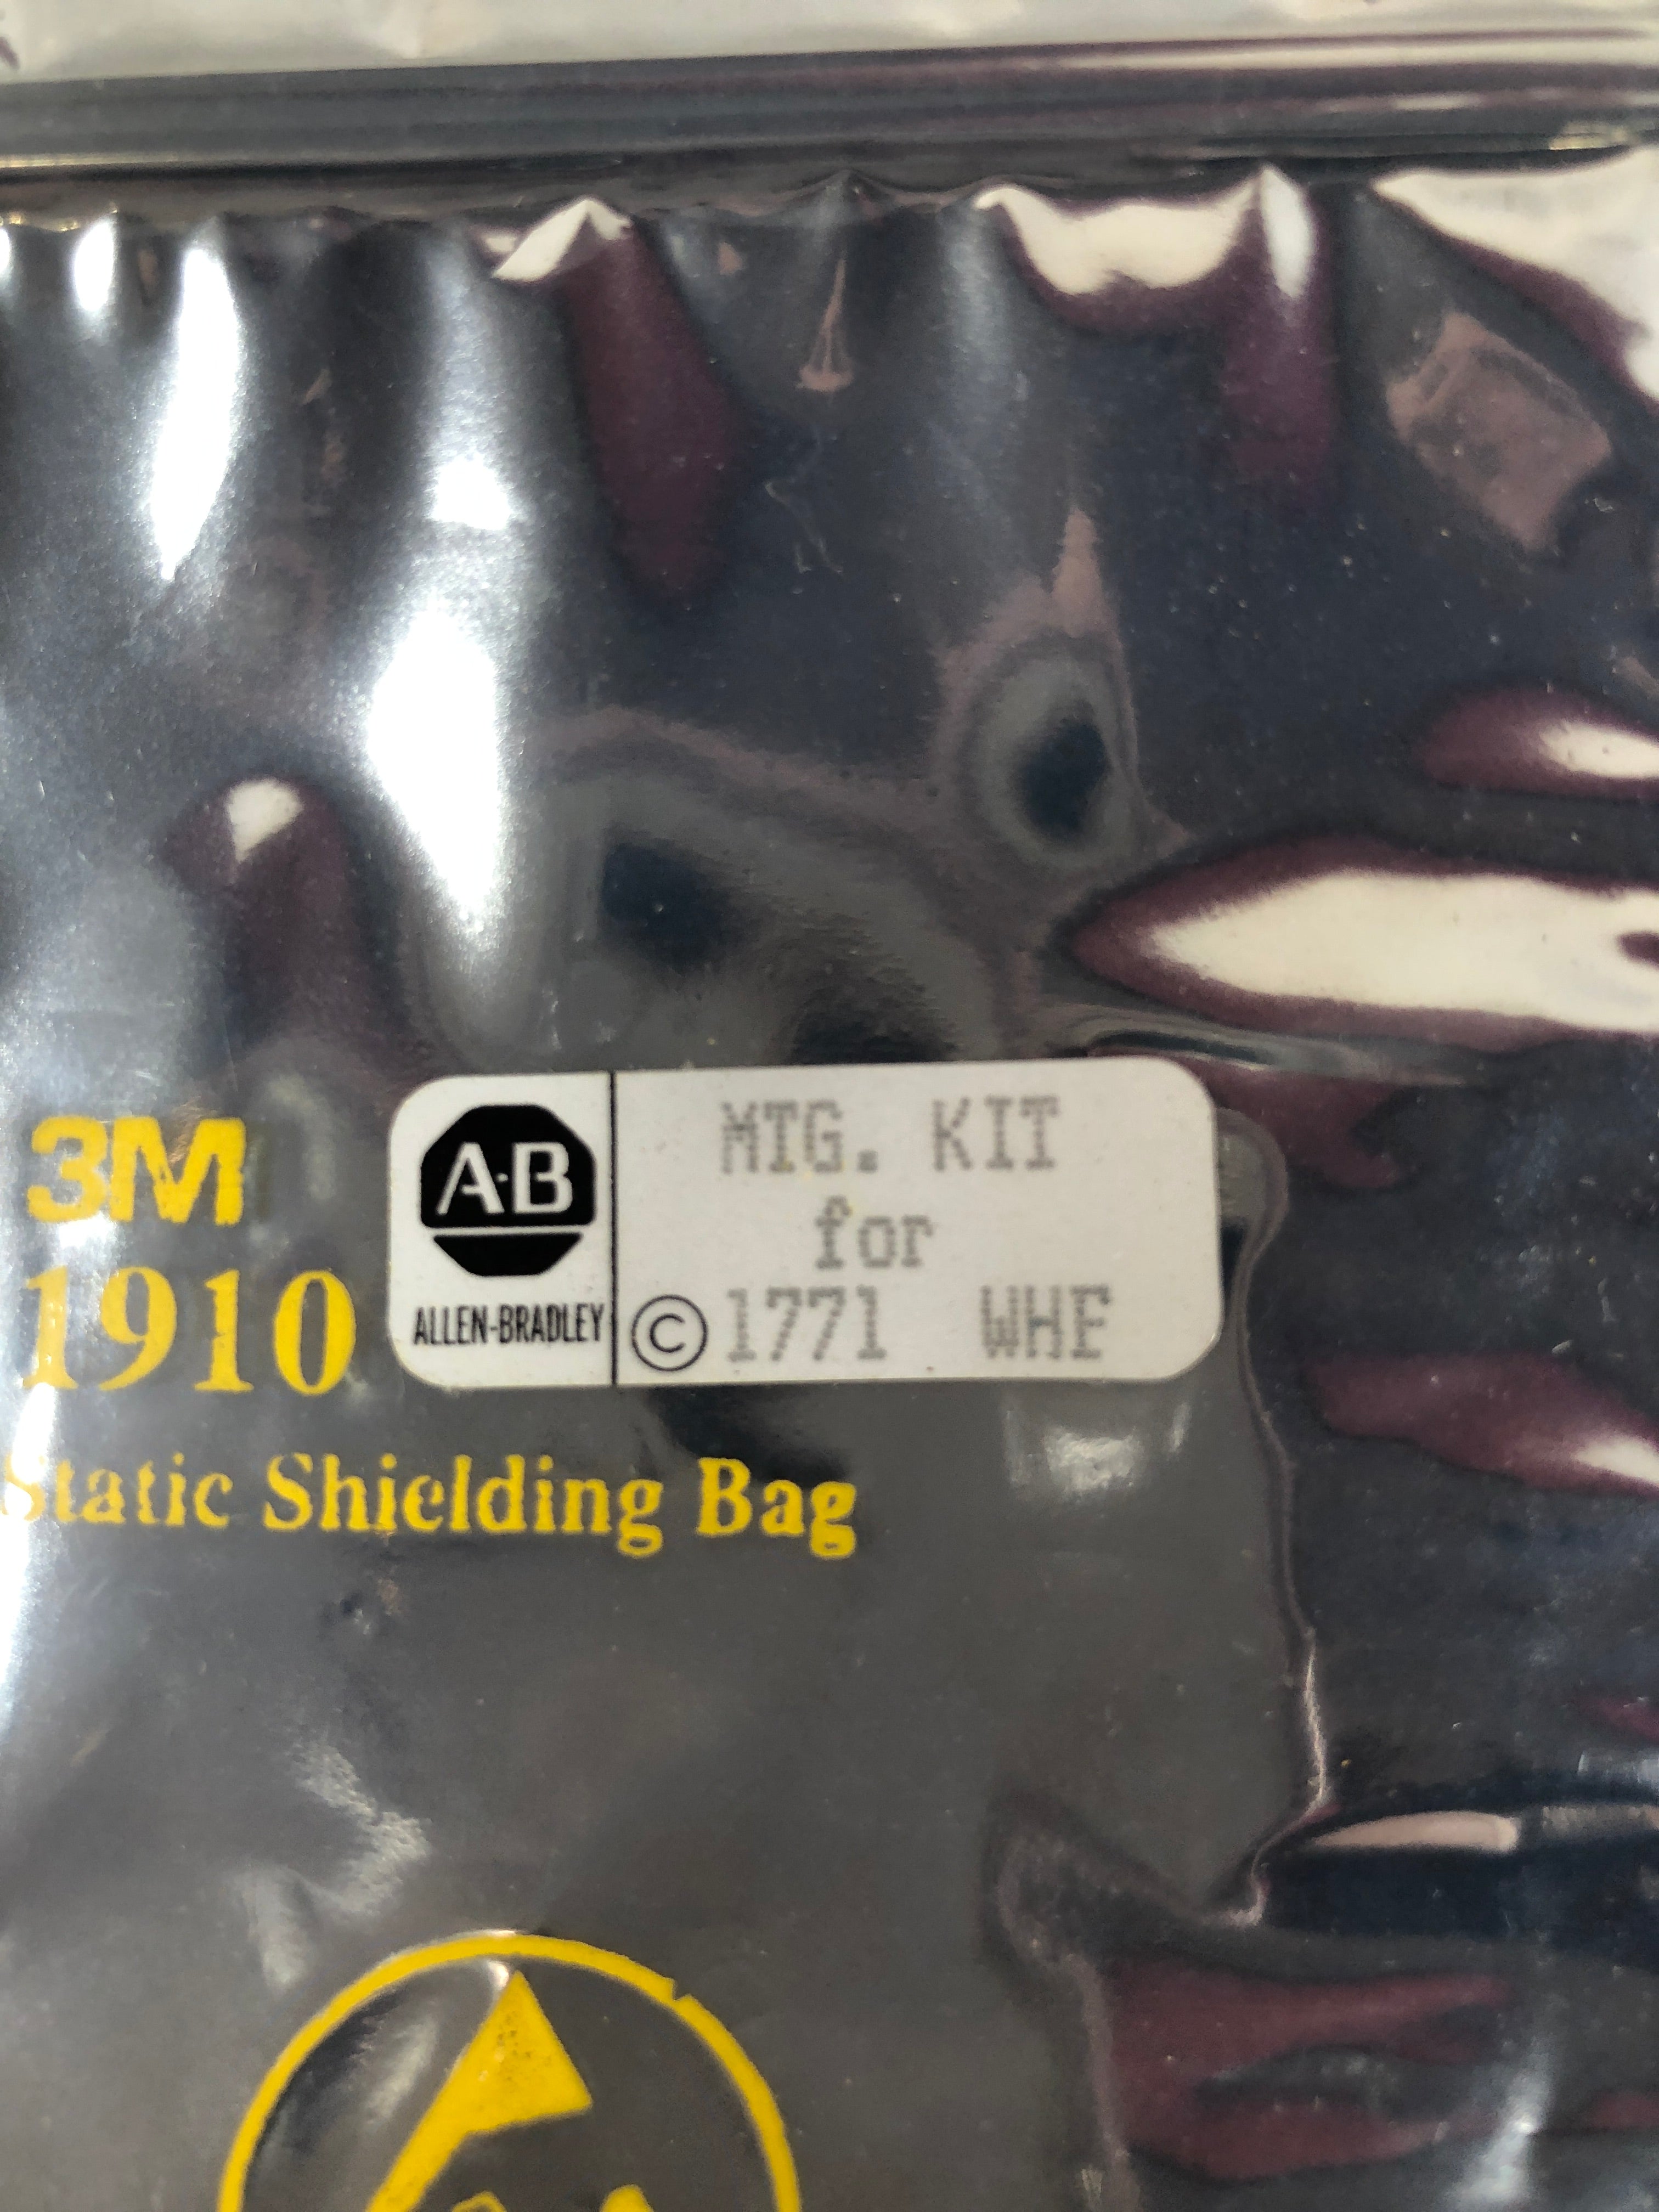 3M
1910
Static Shielding Bag
A·B
ALLEN-BRADLEY
MTG. KIT
for
©1771 WHF